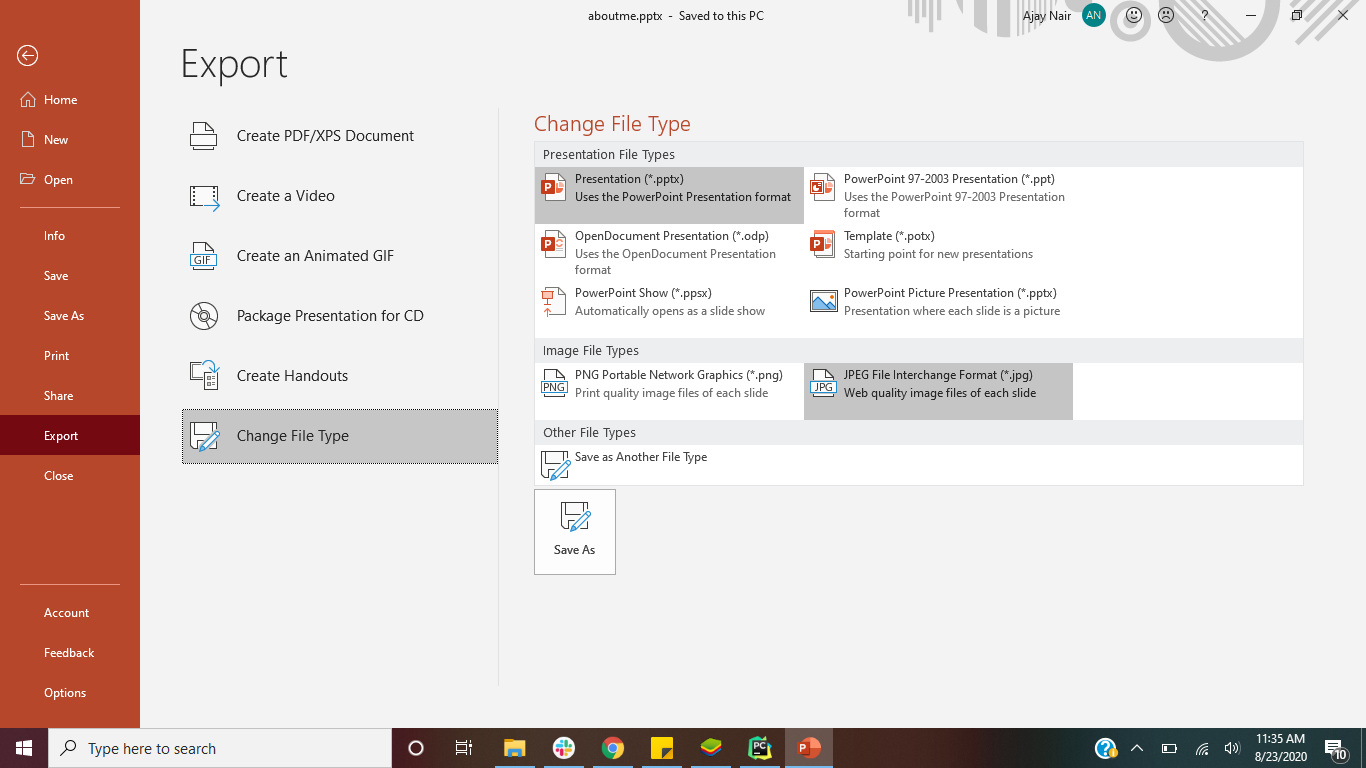 aboutme.pptx - Saved to this PC
Ajay Nair
AN
?
Export
Home
New
Open
Info
Save
Save As
Print
Share
Export
Close
Account
Feedback
Options
Create PDF/XPS Document
Create a Video
GIF
Create an Animated GIF
Package Presentation for CD
Create Handouts
Change File Type
Change File Type
Presentation File Types
P
Presentation (*.pptx)
Uses the PowerPoint Presentation format
PowerPoint 97-2003 Presentation (*.ppt)
Uses the PowerPoint 97-2003 Presentation
format
P
OpenDocument Presentation (*.odp)
Uses the OpenDocument Presentation
format
P
Template (*.potx)
Starting point for new presentations
PowerPoint Show (*.ppsx)
Automatically opens as a slide show
PowerPoint Picture Presentation (*.pptx)
Presentation where each slide is a picture
Image File Types
PNG
PNG Portable Network Graphics (*.png)
Print quality image files of each slide
JPG
JPEG File Interchange Format (*.jpg)
Web quality image files of each slide
Other File Types
Save as Another File Type
Save As
Type here to search
PC
P
?
11:35 AM
8/23/2020
10